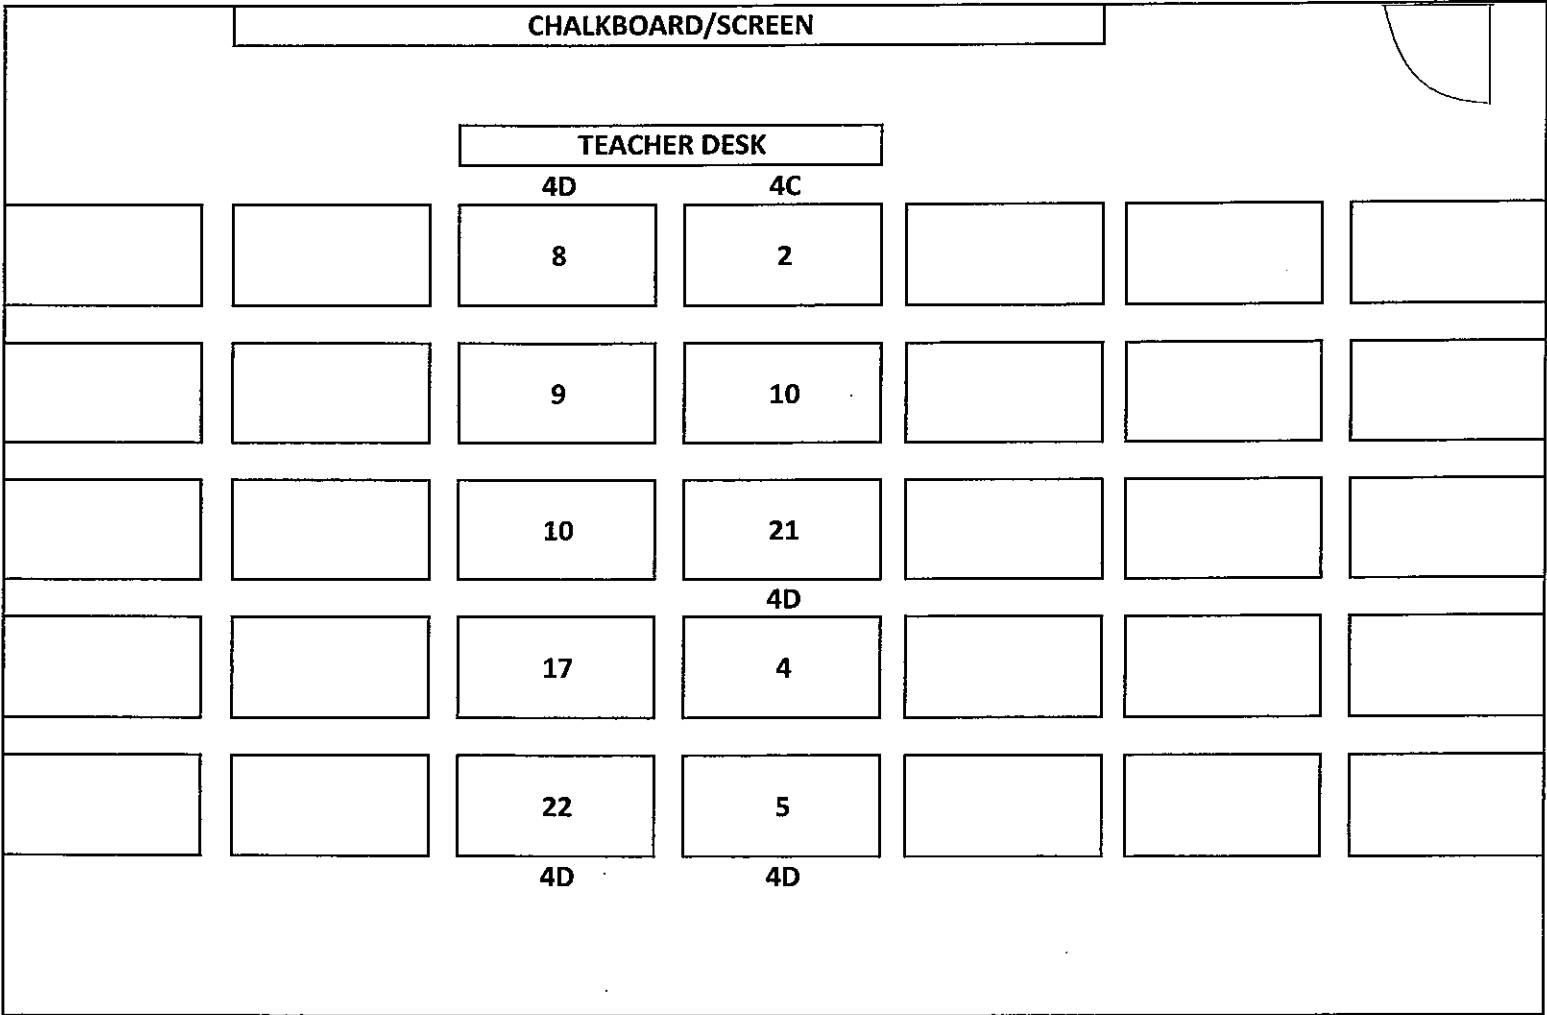 CHALKBOARD/SCREEN
TEACHER DESK
4D 4C
8 2
9 10
10 21
4D
17 4
22 5
4D 4D